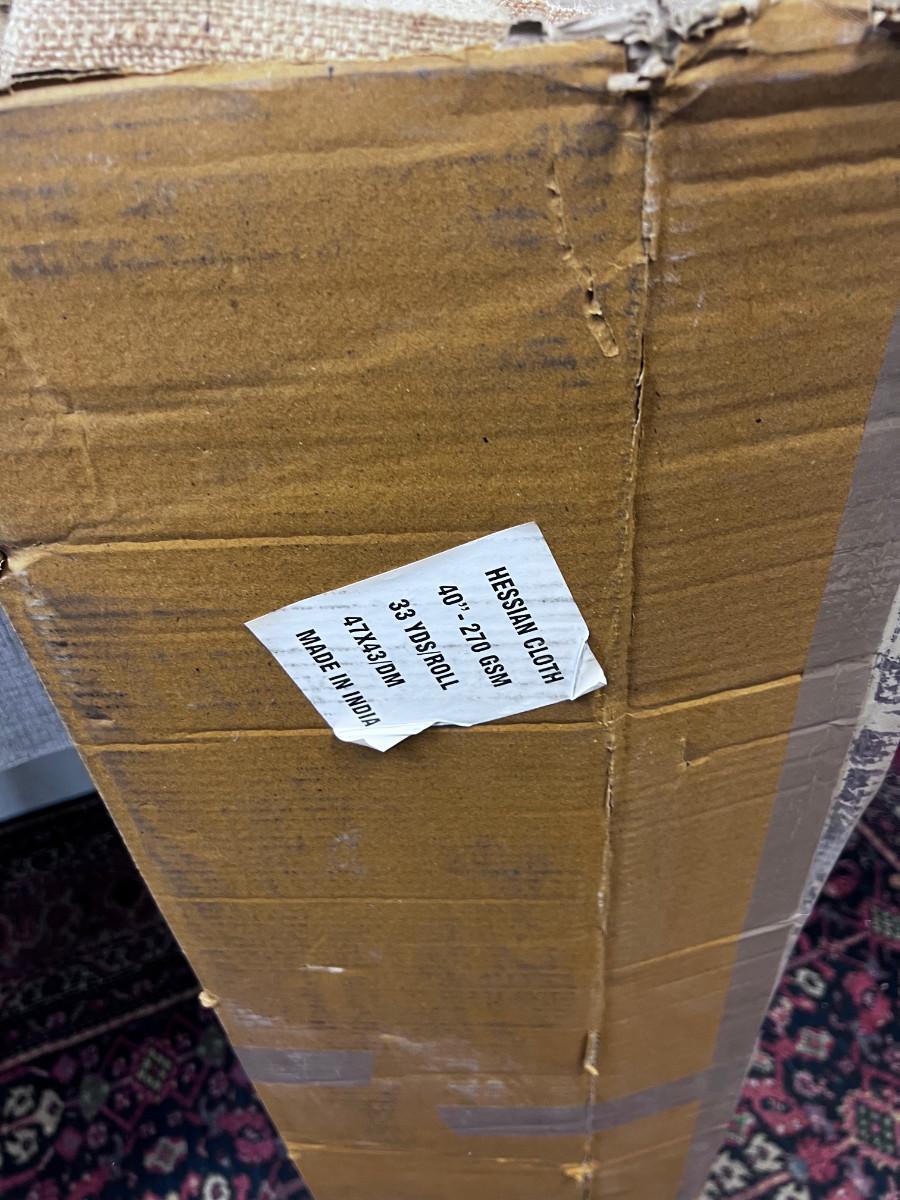 HESSIAN CLOTH
40”- 270 GSM
33 YDS/ROLL
47X43/DM
MADE IN INDIA